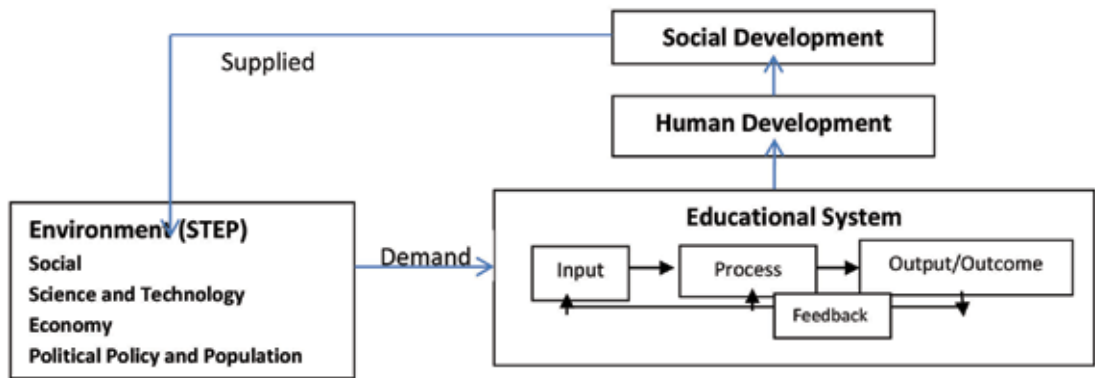 Social Development
Supplied
Human Development
Environment (STEP)
Social
Science and Technology
Economy
Political Policy and Population
Demand
Educational System
Input
Process
Output/Outcome
Feedback